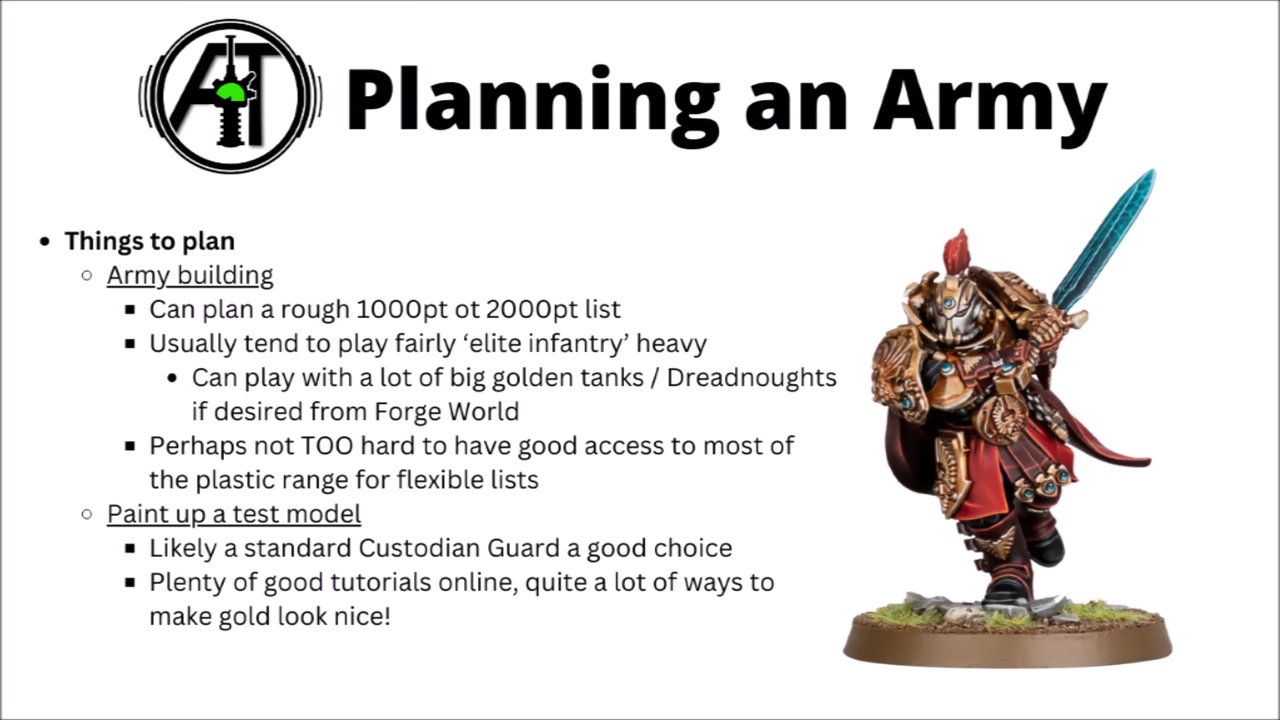 AT
Planning an Army
• Things to plan
○ Army building
▪ Can plan a rough 1000pt ot 2000pt list
▪ Usually tend to play fairly ‘elite infantry’ heavy
• Can play with a lot of big golden tanks / Dreadnoughts
if desired from Forge World
▪ Perhaps not TOO hard to have good access to most of
the plastic range for flexible lists
○ Paint up a test model
▪ Likely a standard Custodian Guard a good choice
▪ Plenty of good tutorials online, quite a lot of ways to
make gold look nice!